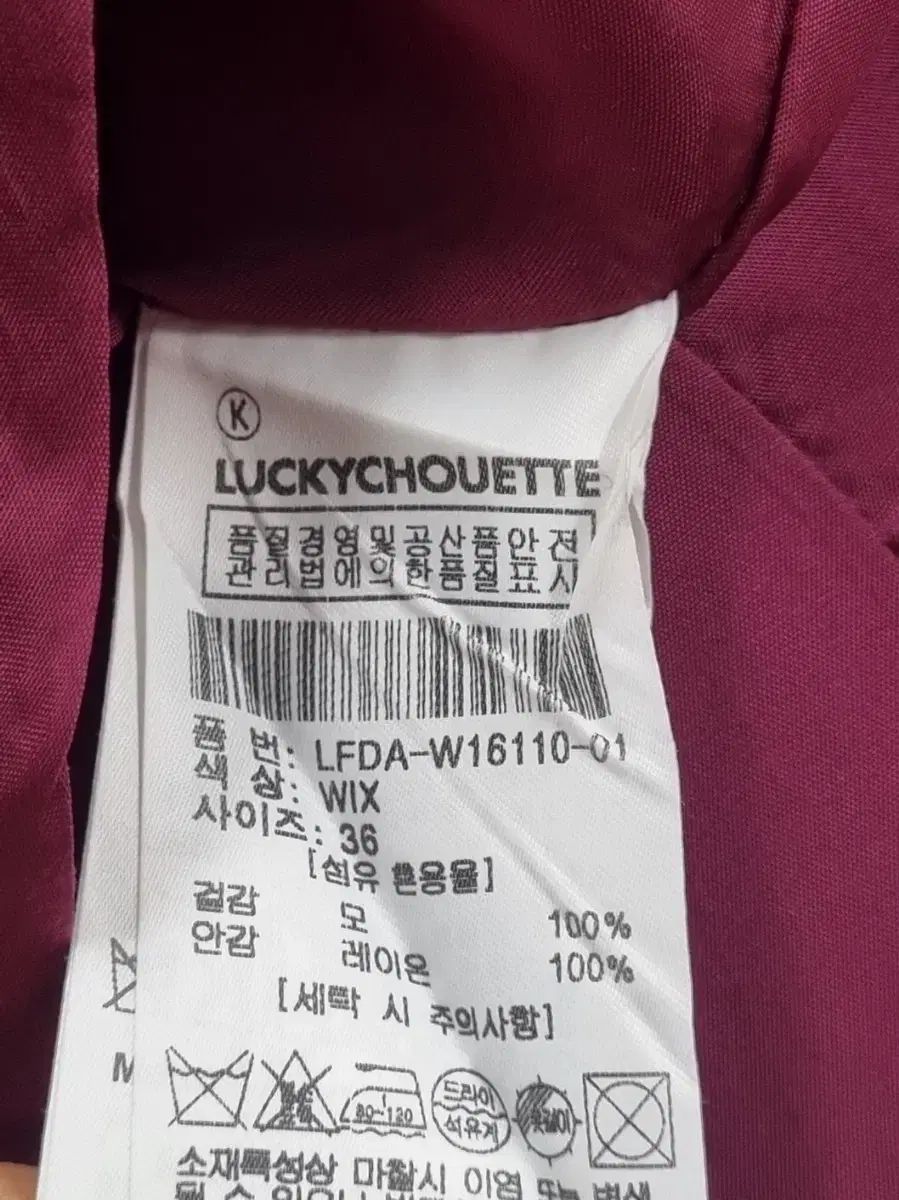 K
LUCKYCHOUETTE
품질경영및공산품안전
관리법에의한품질표시
품 번: LFDA-W16110-01
색 상: WIX
사이즈: 36
[섬유 혼용율]
겉감 모 100%
안감 레이온 100%
[세탁 시 주의사항]
80-120
드라이
석유계
옷걸이
소재특성상 마찰시 이염 또는 변색
M